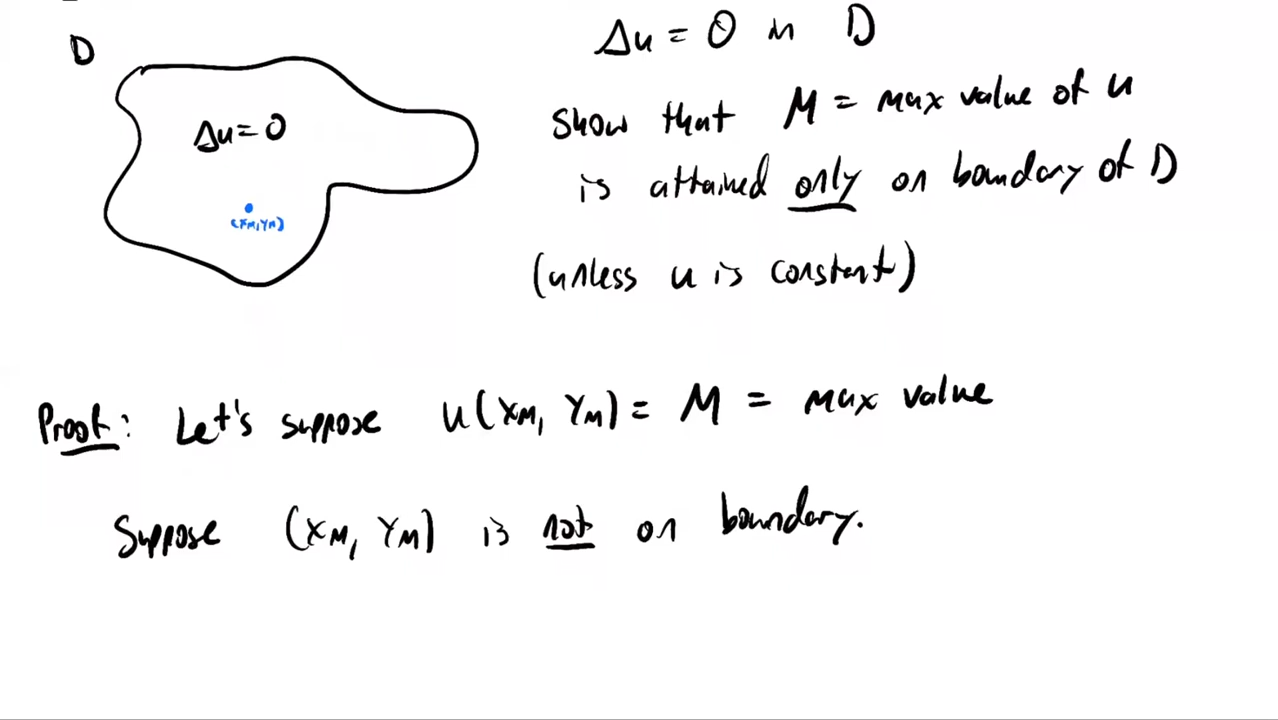 D
Δu = 0 in D
Δu = 0
Show that M = max value of u
is attained only on boundary of D
(xM, YM)
(unless u is constant)
Proof: Let's suppose u(xM, YM) = M = max value
Suppose (xM, YM) is not on boundary.